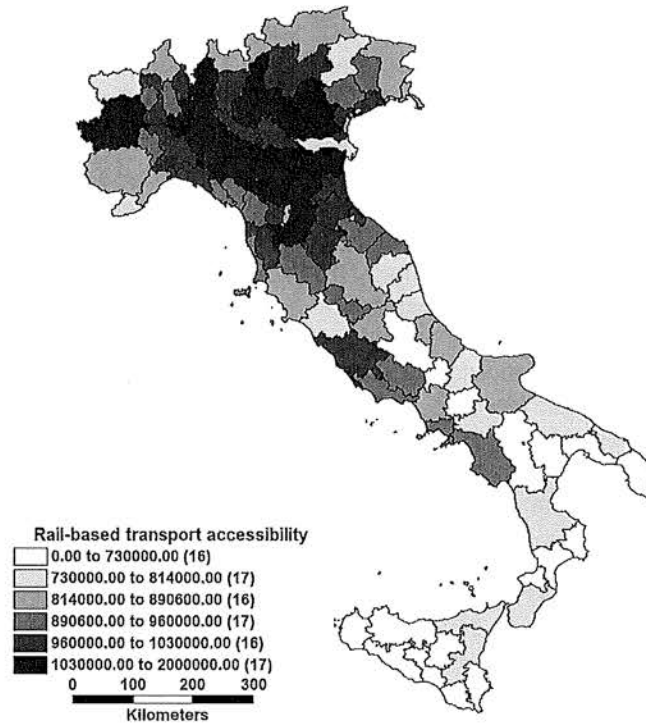 Rail-based transport accessibility
0.00 to 730000.00 (16)
730000.00 to 814000.00 (17)
814000.00 to 890600.00 (16)
890600.00 to 960000.00 (17)
960000.00 to 1030000.00 (16)
1030000.00 to 2000000.00 (17)
0 100 200 300
Kilometers